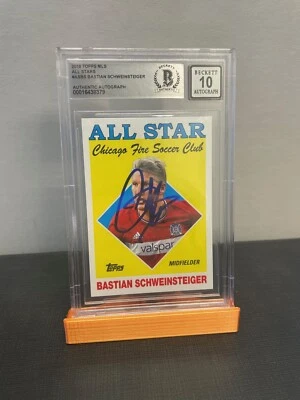 2018 TOPPS MLS
ALL STARS
BASTIAN SCHWEINSTEIGER
AUTHENTIC AUTOGRAPH
BECKETT
BECKETT
10
AUTOGRAPH
ALL STAR
Chicago Fire Soccer Club
valspar
Topps
MIDFIELDER
BASTIAN SCHWEINSTEIGER